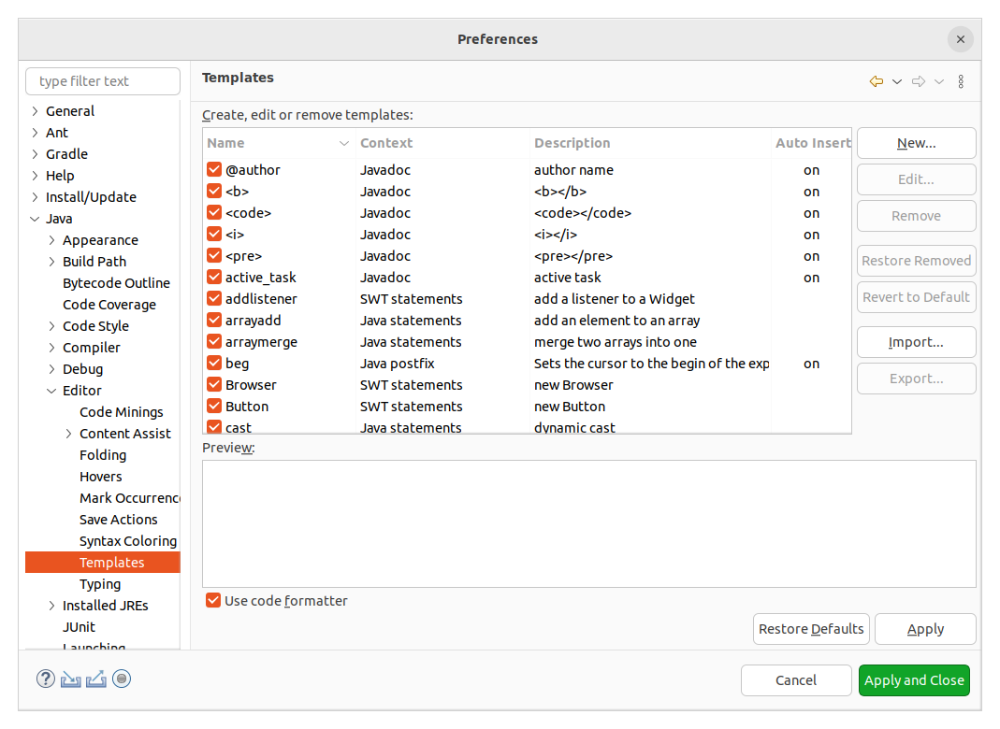 Preferences
type filter text
General
Ant
Gradle
Help
Install/Update
Java
Appearance
Build Path
Bytecode Outline
Code Coverage
Code Style
Compiler
Debug
Editor
Code Minings
Content Assist
Folding
Hovers
Mark Occurrenc
Save Actions
Syntax Coloring
Templates
Typing
Installed JREs
JUnit
Launching
Templates
Create, edit or remove templates:
Name Context Description Auto Insert
@author Javadoc author name on
<b> Javadoc <b></b> on
<code> Javadoc <code></code> on
<i> Javadoc <i></i> on
<pre> Javadoc <pre></pre> on
active_task Javadoc active task on
addlistener SWT statements add a listener to a Widget
arrayadd Java statements add an element to an array
arraymerge Java statements merge two arrays into one
beg Java postfix Sets the cursor to the begin of the exp on
Browser SWT statements new Browser
Button SWT statements new Button
cast Java statements dynamic cast
New...
Edit...
Remove
Restore Removed
Revert to Default
Import...
Export...
Preview:
Use code formatter
Restore Defaults Apply
Cancel Apply and Close